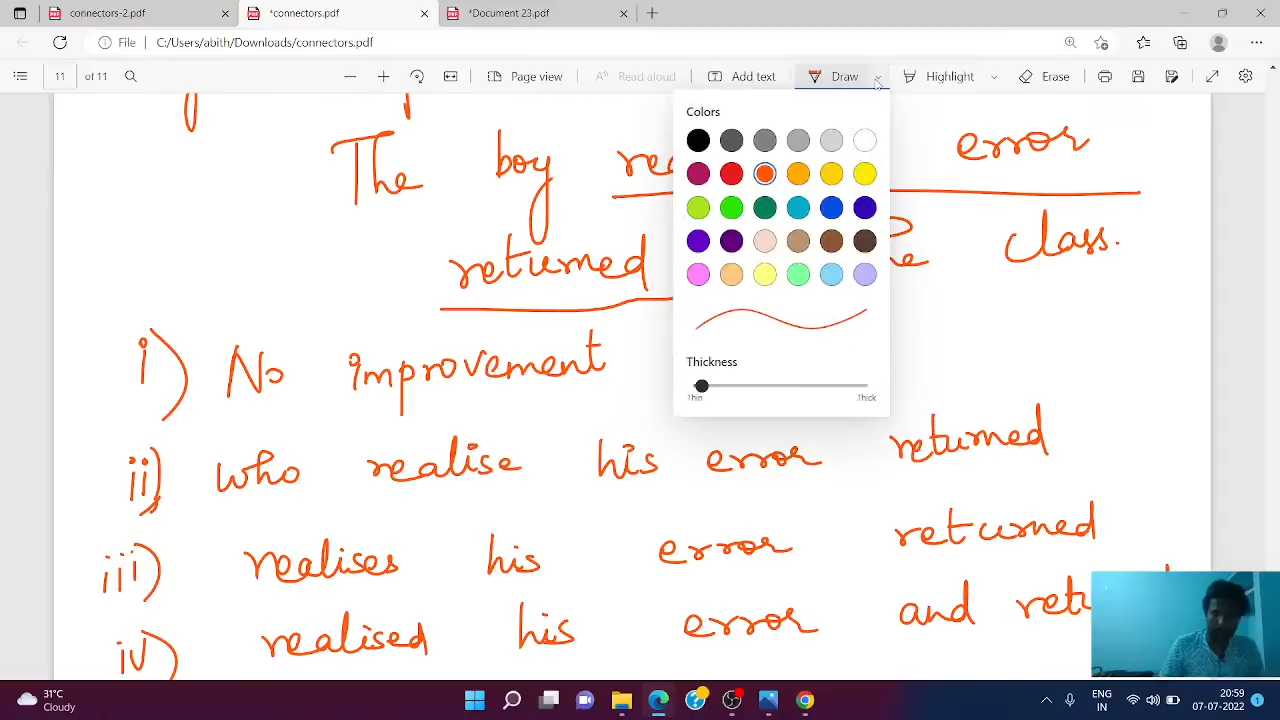 connectors-2.pdf
*connectors.pdf
*Document 23.pdf
File C:/Users/abith/Downloads/connectors.pdf
11 of 11
Page view
Read aloud
Add text
Draw
Highlight
Erase
Colors
The boy error
returned class.
i) No improvement
Thickness
Thin Thick
ii) who realise his error returned
iii) realises his error returned
iv) realised his error and
31°C
Cloudy
ENG
IN
20:59
07-07-2022
1